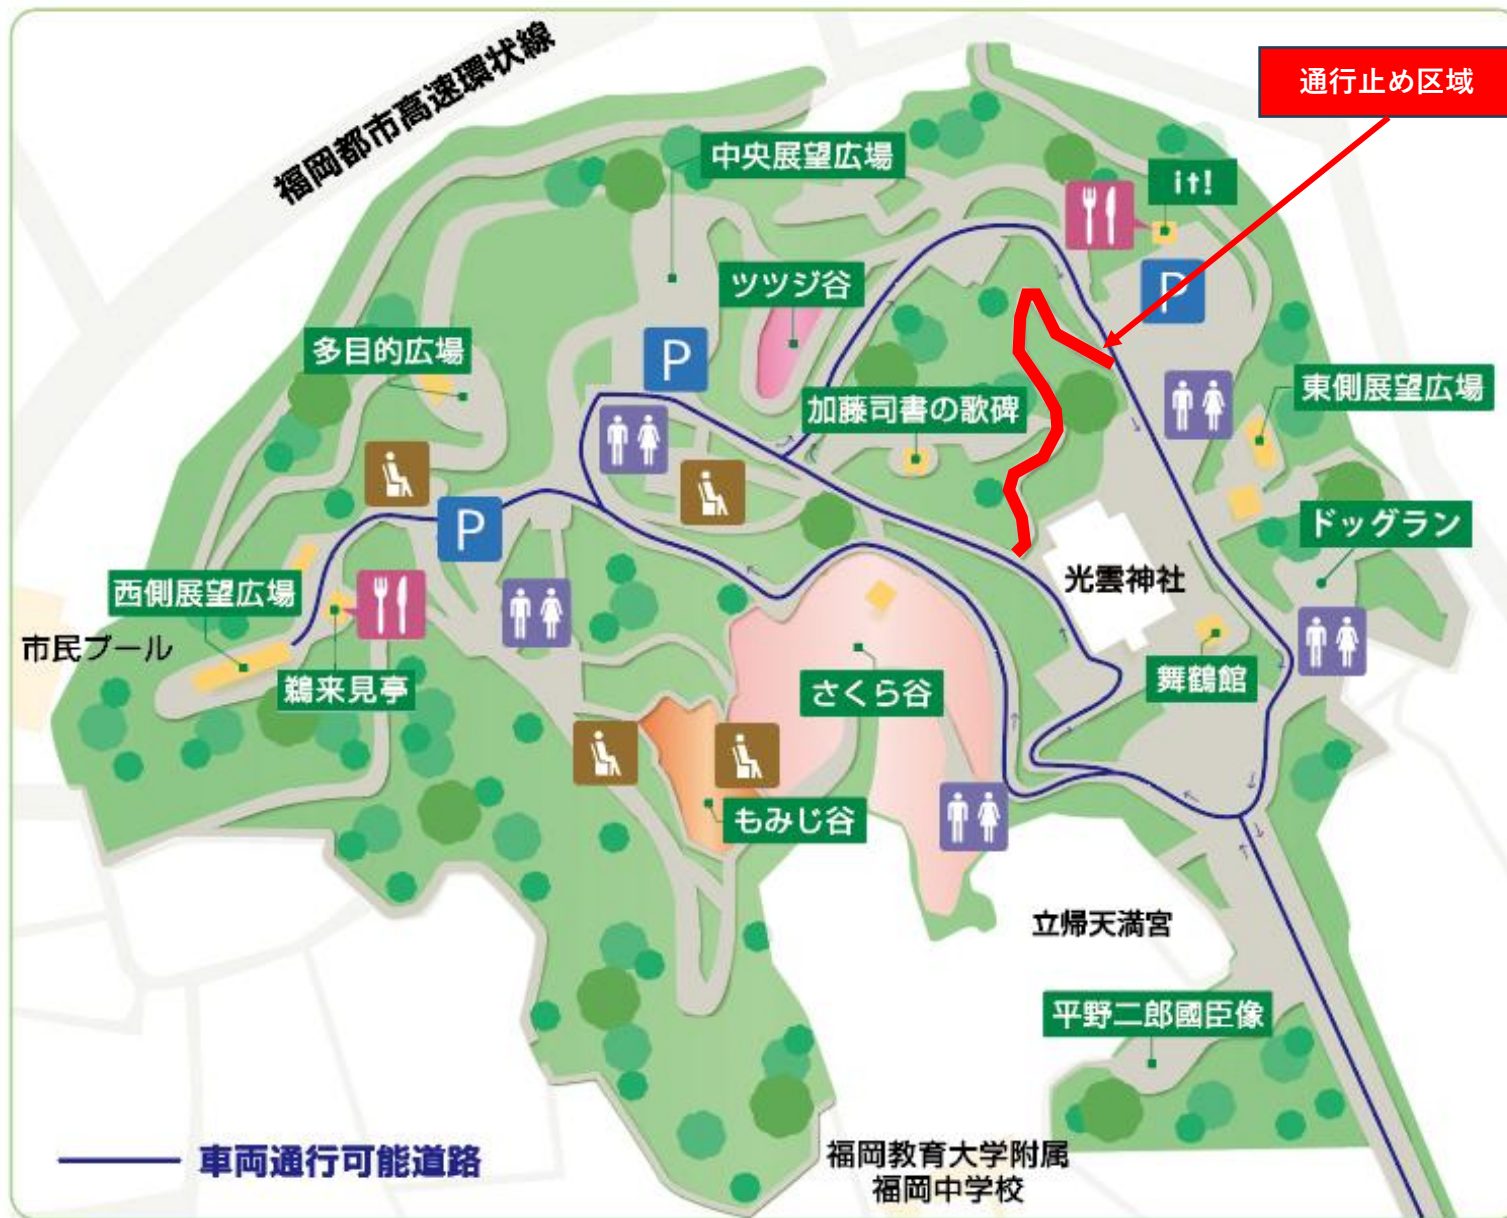 福岡都市高速環状線
通行止め区域
中央展望広場
it!
P
ツツジ谷
P
多目的広場
加藤司書の歌碑
東側展望広場
P
ドッグラン
西側展望広場
光雲神社
市民プール
鵜来見亭
さくら谷
舞鶴館
もみじ谷
立帰天満宮
平野二郎國臣像
車両通行可能道路
福岡教育大学附属
福岡中学校